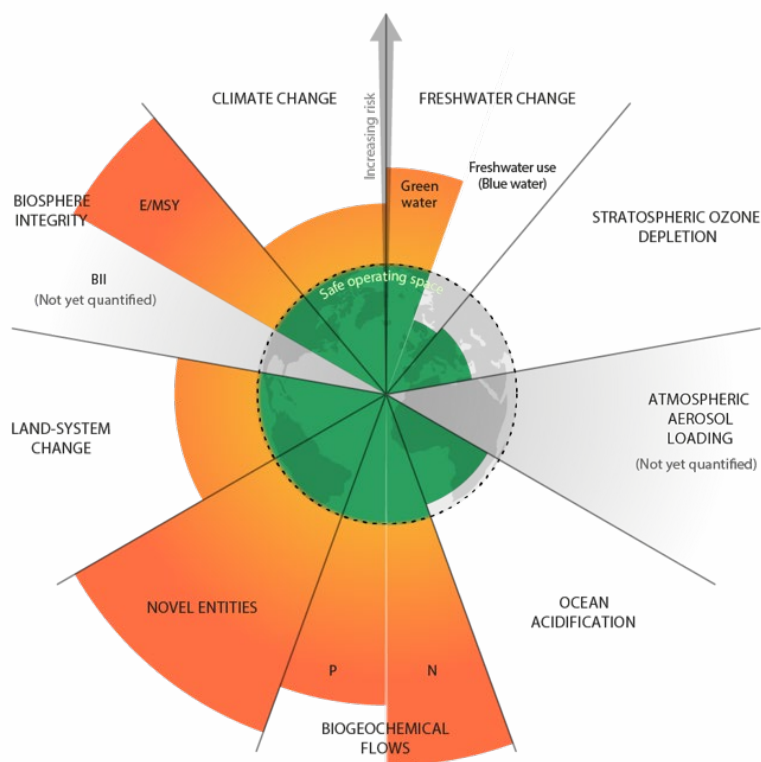 CLIMATE CHANGE
FRESHWATER CHANGE
Increasing risk
Freshwater use
(Blue water)
Green
water
BIOSPHERE
INTEGRITY
E/MSY
STRATOSPHERIC OZONE
DEPLETION
BII
(Not yet quantified)
Safe operating space
ATMOSPHERIC
AEROSOL
LOADING
(Not yet quantified)
LAND-SYSTEM
CHANGE
NOVEL ENTITIES
OCEAN
ACIDIFICATION
P
N
BIOGEOCHEMICAL
FLOWS